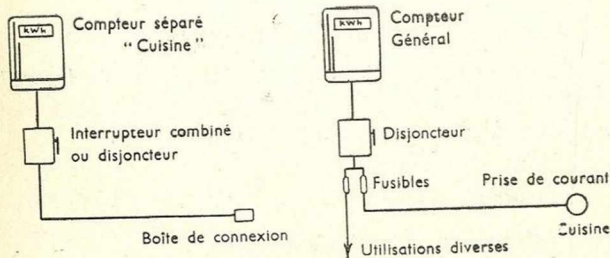 kWh
Compteur séparé
"Cuisine"
Interrupteur combiné
ou disjoncteur
Boîte de connexion
kWh
Compteur
Général
Disjoncteur
Fusibles
Prise de courant
Cuisine
Utilisations diverses